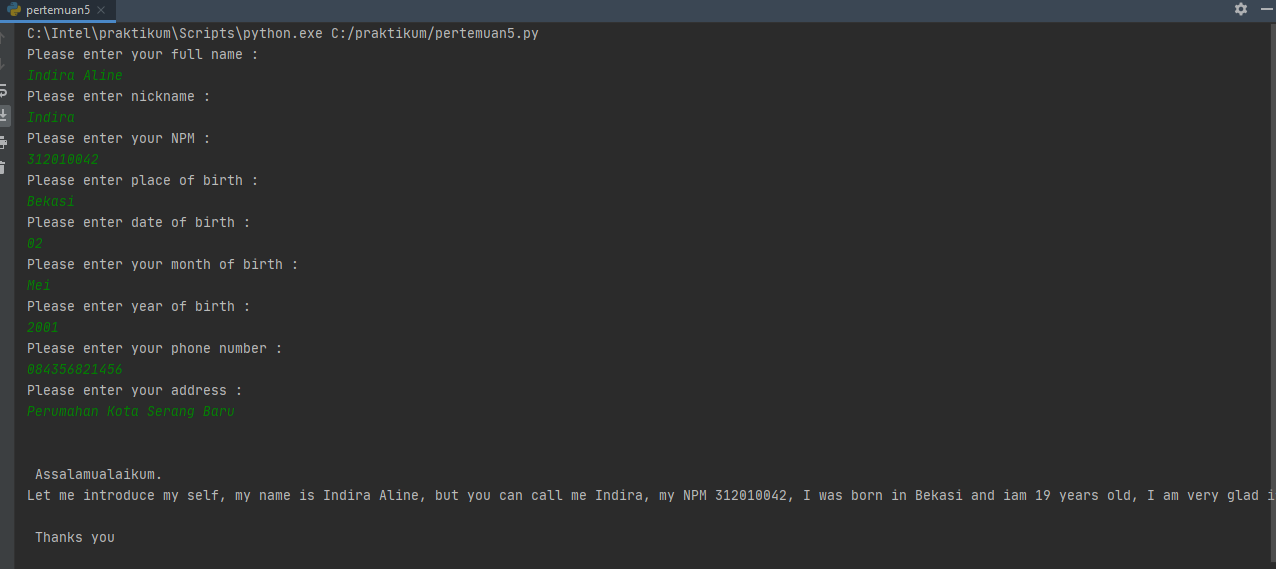 pertemuan5
C:\Intel\praktikum\Scripts\python.exe C:/praktikum/pertemuan5.py
Please enter your full name :
Indira Aline
Please enter nickname :
Indira
Please enter your NPM :
312010042
Please enter place of birth :
Bekasi
Please enter date of birth :
02
Please enter your month of birth :
Mei
Please enter year of birth :
2001
Please enter your phone number :
084356821456
Please enter your address :
Perumahan Kota Serang Baru
Assalamualaikum.
Let me introduce my self, my name is Indira Aline, but you can call me Indira, my NPM 312010042, I was born in Bekasi and iam 19 years old, I am very glad i
Thanks you